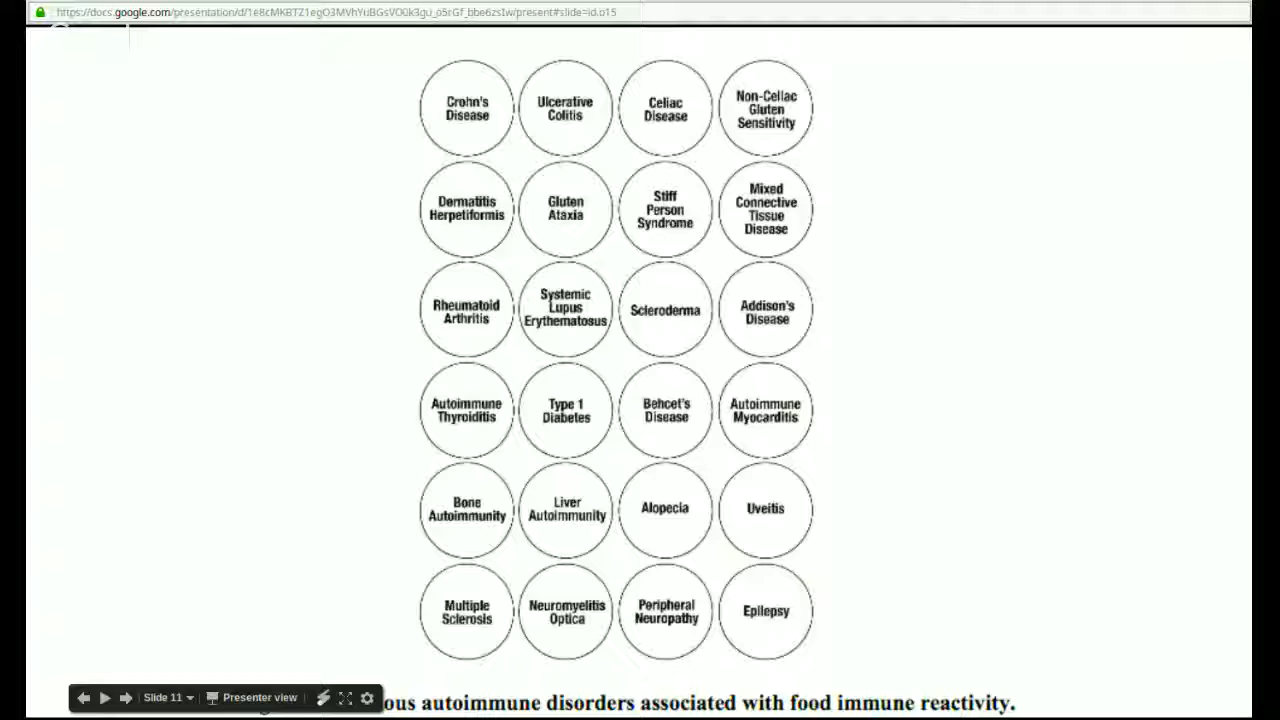 https://docs.google.com/presentation/d/1e8cMKBTZ1egO3MVhYuBGsVO0k3gu_o5rGf_bbe6zsIw/present#slide=id.o15
Crohn's
Disease
Ulcerative
Colitis
Celiac
Disease
Non-Celiac
Gluten
Sensitivity
Dermatitis
Herpetiformis
Gluten
Ataxia
Stiff
Person
Syndrome
Mixed
Connective
Tissue
Disease
Rheumatoid
Arthritis
Systemic
Lupus
Erythematosus
Scleroderma
Addison's
Disease
Autoimmune
Thyroiditis
Type 1
Diabetes
Behcet's
Disease
Autoimmune
Myocarditis
Bone
Autoimmunity
Liver
Autoimmunity
Alopecia
Uveitis
Multiple
Sclerosis
Neuromyelitis
Optica
Peripheral
Neuropathy
Epilepsy
Slide 11 Presenter view
autoimmune disorders associated with food immune reactivity.